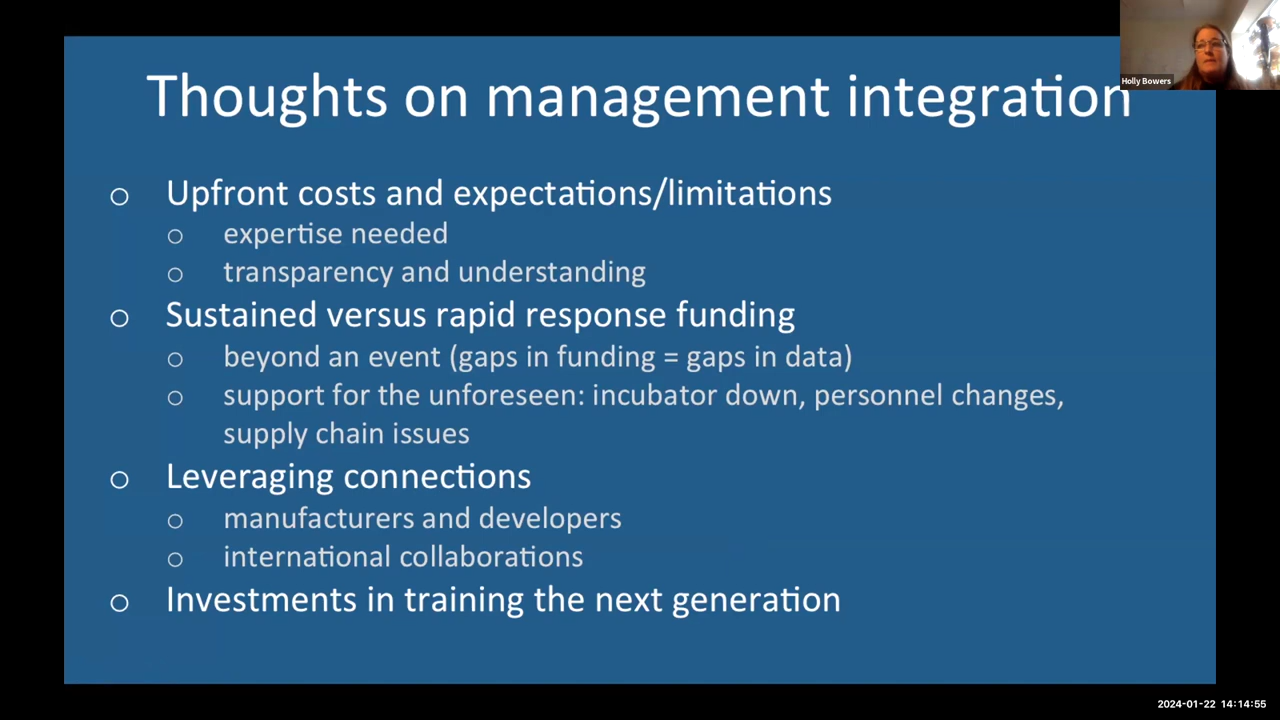 Thoughts on management integration
Holly Bowers
o Upfront costs and expectations/limitations
o expertise needed
o transparency and understanding
o Sustained versus rapid response funding
o beyond an event (gaps in funding = gaps in data)
o support for the unforeseen: incubator down, personnel changes,
supply chain issues
o Leveraging connections
o manufacturers and developers
o international collaborations
o Investments in training the next generation
2024-01-22 14:14:55